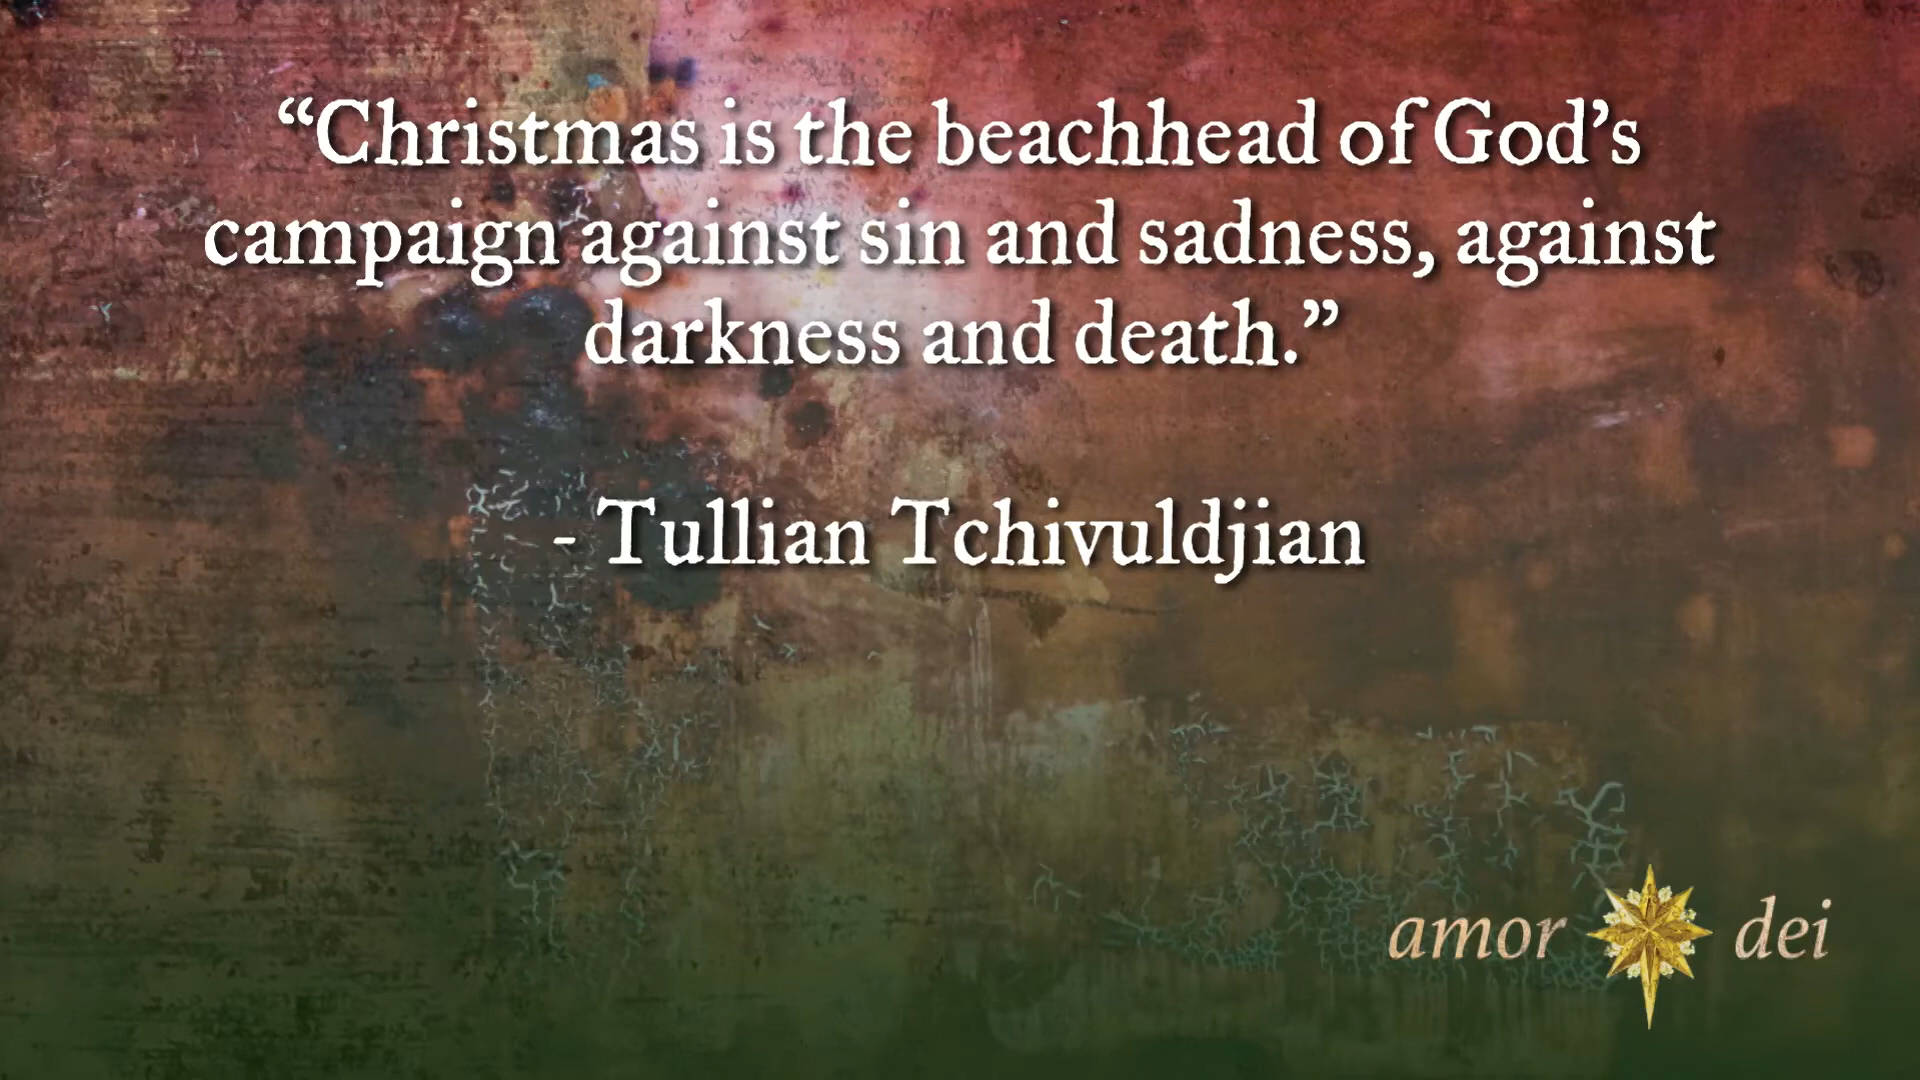 “Christmas is the beachhead of God’s
campaign against sin and sadness, against
darkness and death.”
- Tullian Tchivuldjian
amor dei